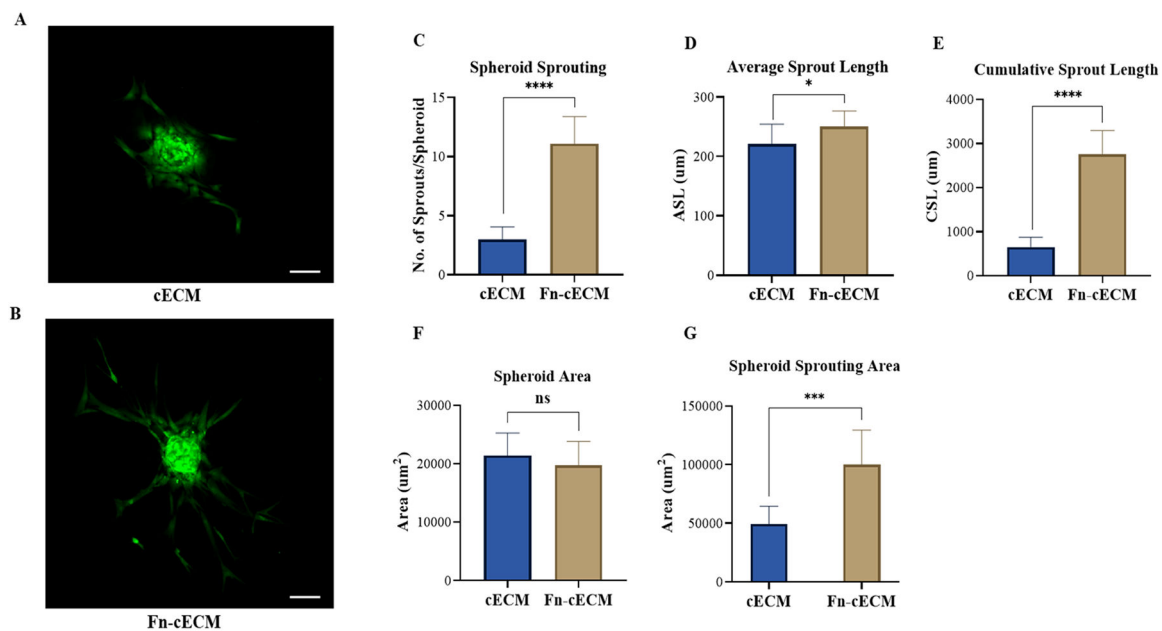 A
cECM
B
Fn-cECM
C
Spheroid Sprouting
****
No. of Sprouts/Spheroid
15
10
5
0
cECM
Fn-cECM
D
Average Sprout Length
*
ASL (um)
300
200
100
0
cECM
Fn-cECM
E
Cumulative Sprout Length
****
CSL (um)
4000
3000
2000
1000
0
cECM
Fn-cECM
F
Spheroid Area
ns
Area (um²)
30000
20000
10000
0
cECM
Fn-cECM
G
Spheroid Sprouting Area
***
Area (um²)
150000
100000
50000
0
cECM
Fn-cECM